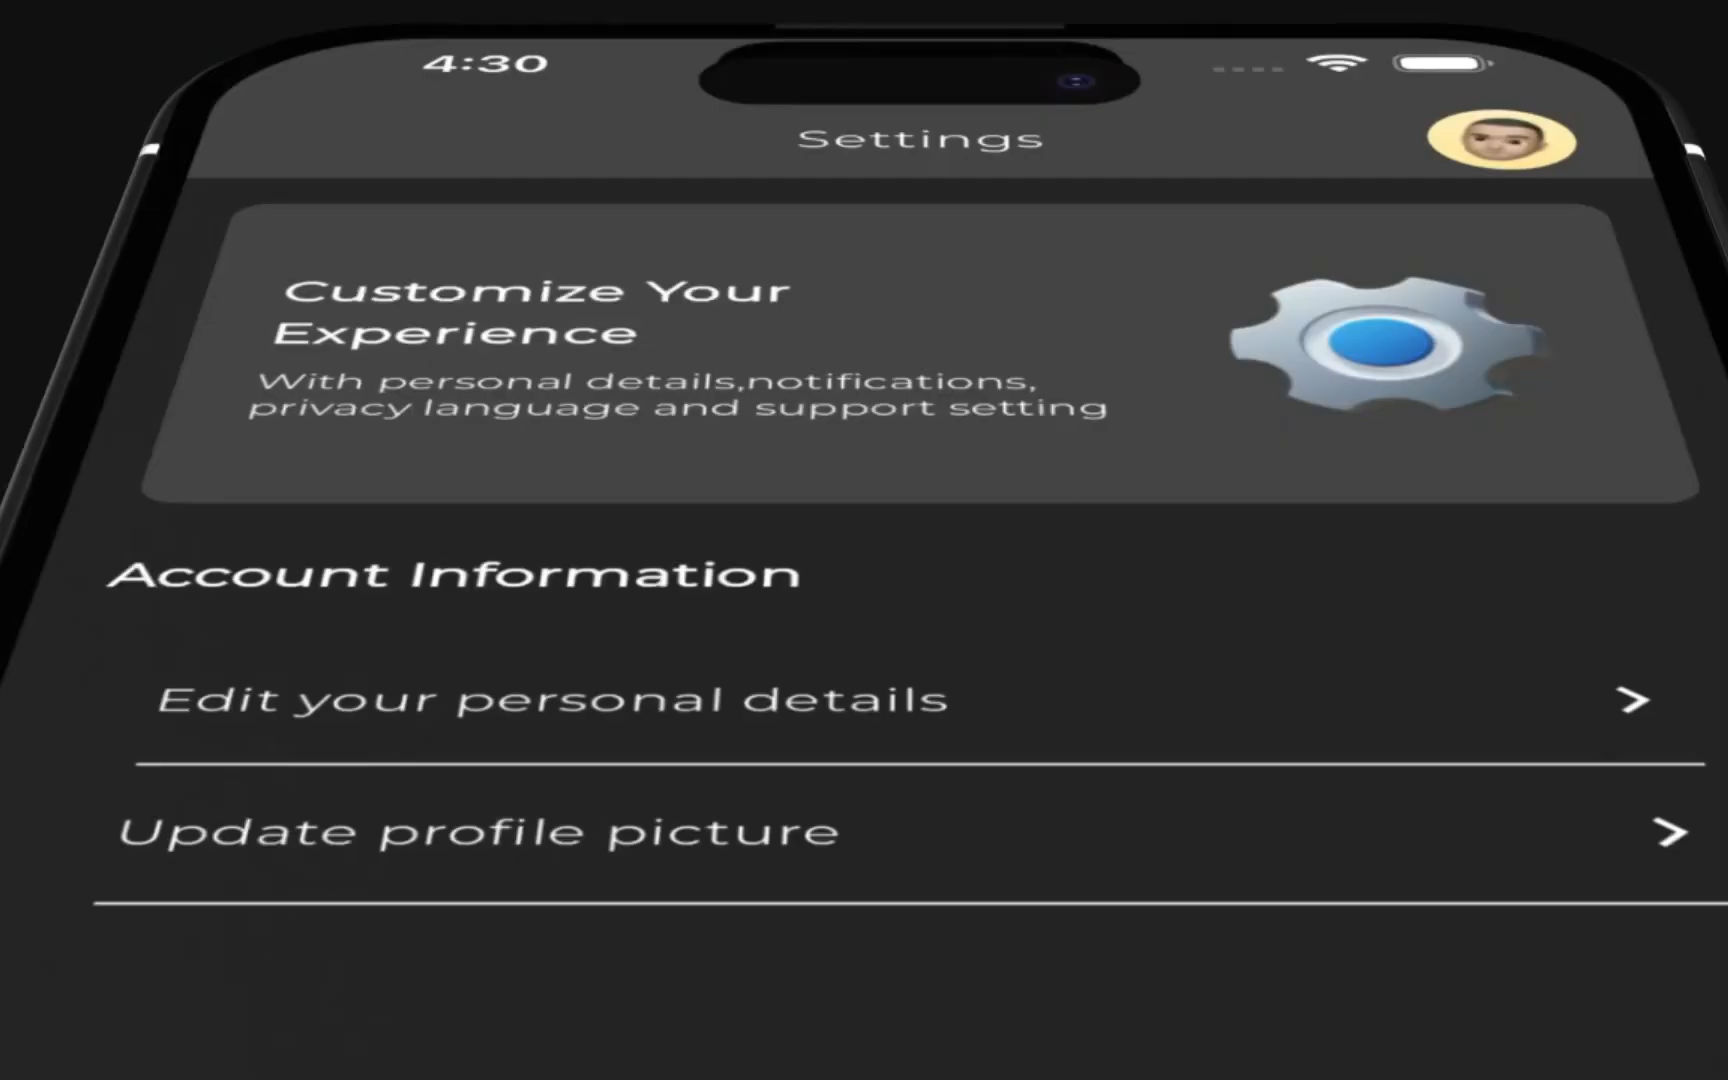 4:30
Settings
Customize Your
Experience
With personal details,notifications,
privacy language and support setting
Account Information
Edit your personal details
Update profile picture